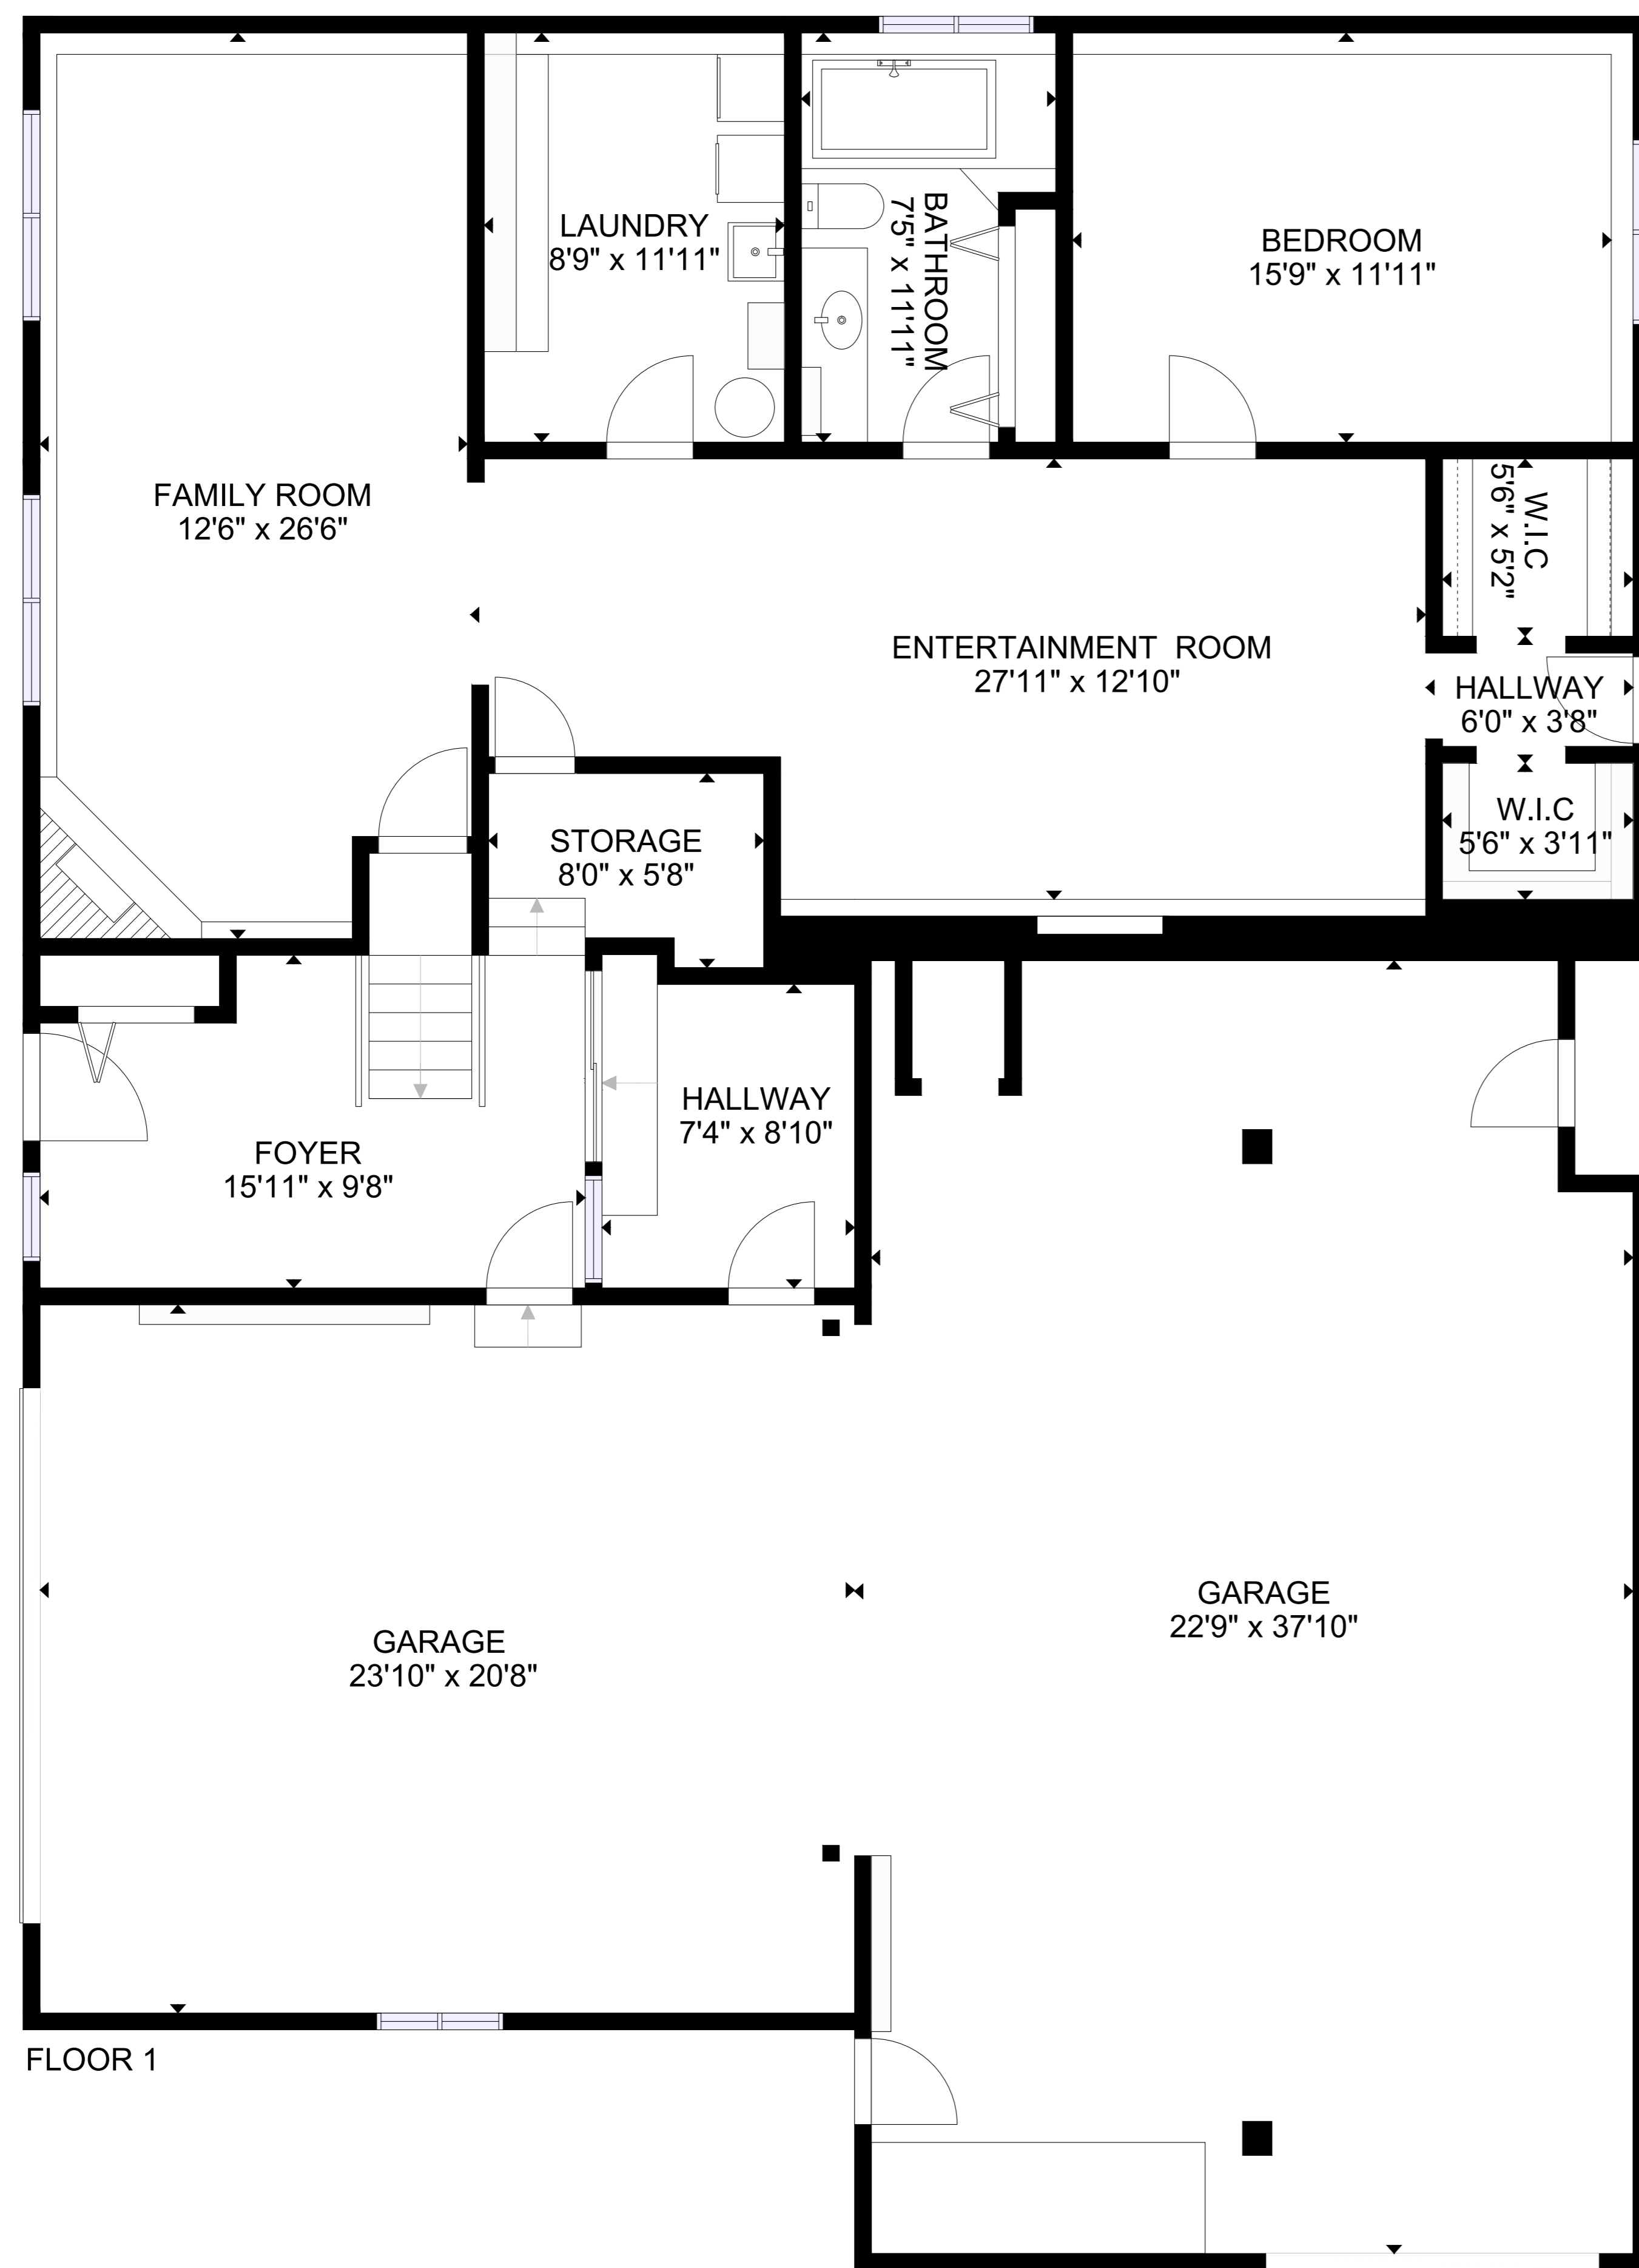 LAUNDRY
8'9" x 11'11"
BATHROOM
7'5" x 11'11"
BEDROOM
15'9" x 11'11"
FAMILY ROOM
12'6" x 26'6"
W.I.C
5'6" x 5'2"
ENTERTAINMENT ROOM
27'11" x 12'10"
HALLWAY
6'0" x 3'8"
W.I.C
5'6" x 3'11"
STORAGE
8'0" x 5'8"
HALLWAY
7'4" x 8'10"
FOYER
15'11" x 9'8"
GARAGE
22'9" x 37'10"
GARAGE
23'10" x 20'8"
FLOOR 1